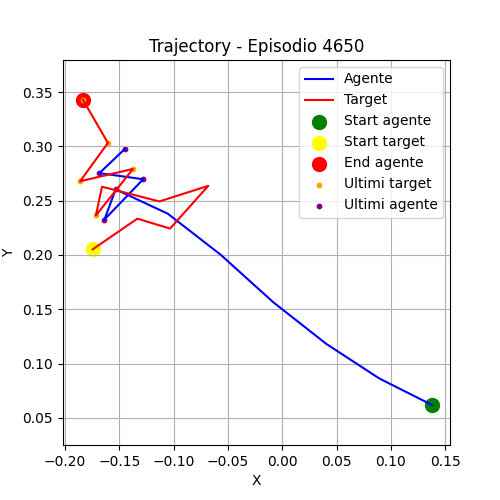 Trajectory - Episodio 4650
Agente
Target
Start agente
Start target
End agente
Ultimi target
Ultimi agente
0.35
0.30
0.25
0.20
0.15
0.10
0.05
Y
−0.20 −0.15 −0.10 −0.05 0.00 0.05 0.10 0.15
X